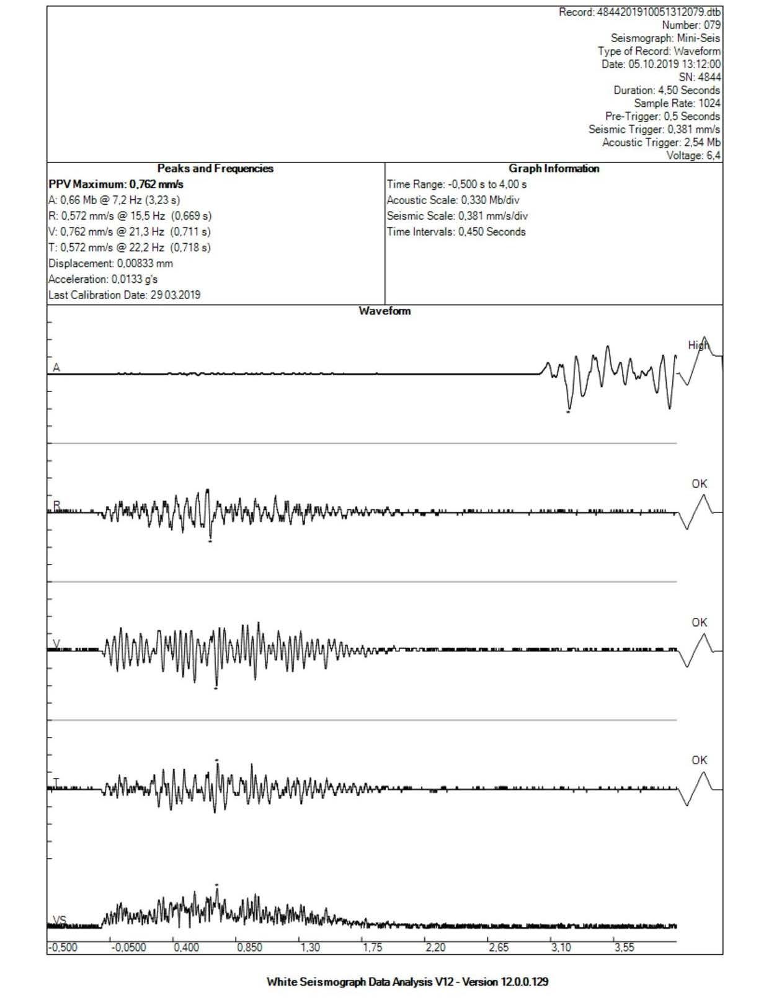 Record: 4844201910051312079.dtb
Number: 079
Seismograph: Mini-Seis
Type of Record: Waveform
Date: 05.10.2019 13:12:00
SN: 4844
Duration: 4,50 Seconds
Sample Rate: 1024
Pre-Trigger: 0,5 Seconds
Seismic Trigger: 0,381 mm/s
Acoustic Trigger: 2,54 Mb
Voltage: 6,4
Peaks and Frequencies
PPV Maximum: 0,762 mm/s
A: 0,66 Mb @ 7,2 Hz (3,23 s)
R: 0,572 mm/s @ 15,5 Hz (0,669 s)
V: 0,762 mm/s @ 21,3 Hz (0,711 s)
T: 0,572 mm/s @ 22,2 Hz (0,718 s)
Displacement: 0,00833 mm
Acceleration: 0,0133 g's
Last Calibration Date: 29 03.2019
Graph Information
Time Range: -0,500 s to 4,00 s
Acoustic Scale: 0,330 Mb/div
Seismic Scale: 0,381 mm/s/div
Time Intervals: 0,450 Seconds
Waveform
High
A
OK
R
OK
V
OK
T
VS
-0,500 -0,0500 0,400 0,850 1,30 1,75 2,20 2,65 3,10 3,55
White Seismograph Data Analysis V12 - Version 12.0.0.129